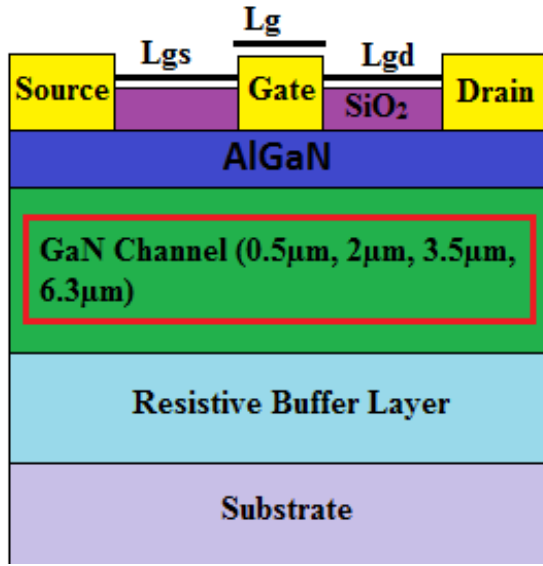 Lg
Lgs
Lgd
Source
Gate
Drain
SiO₂
AlGaN
GaN Channel (0.5µm, 2µm, 3.5µm,
6.3µm)
Resistive Buffer Layer
Substrate